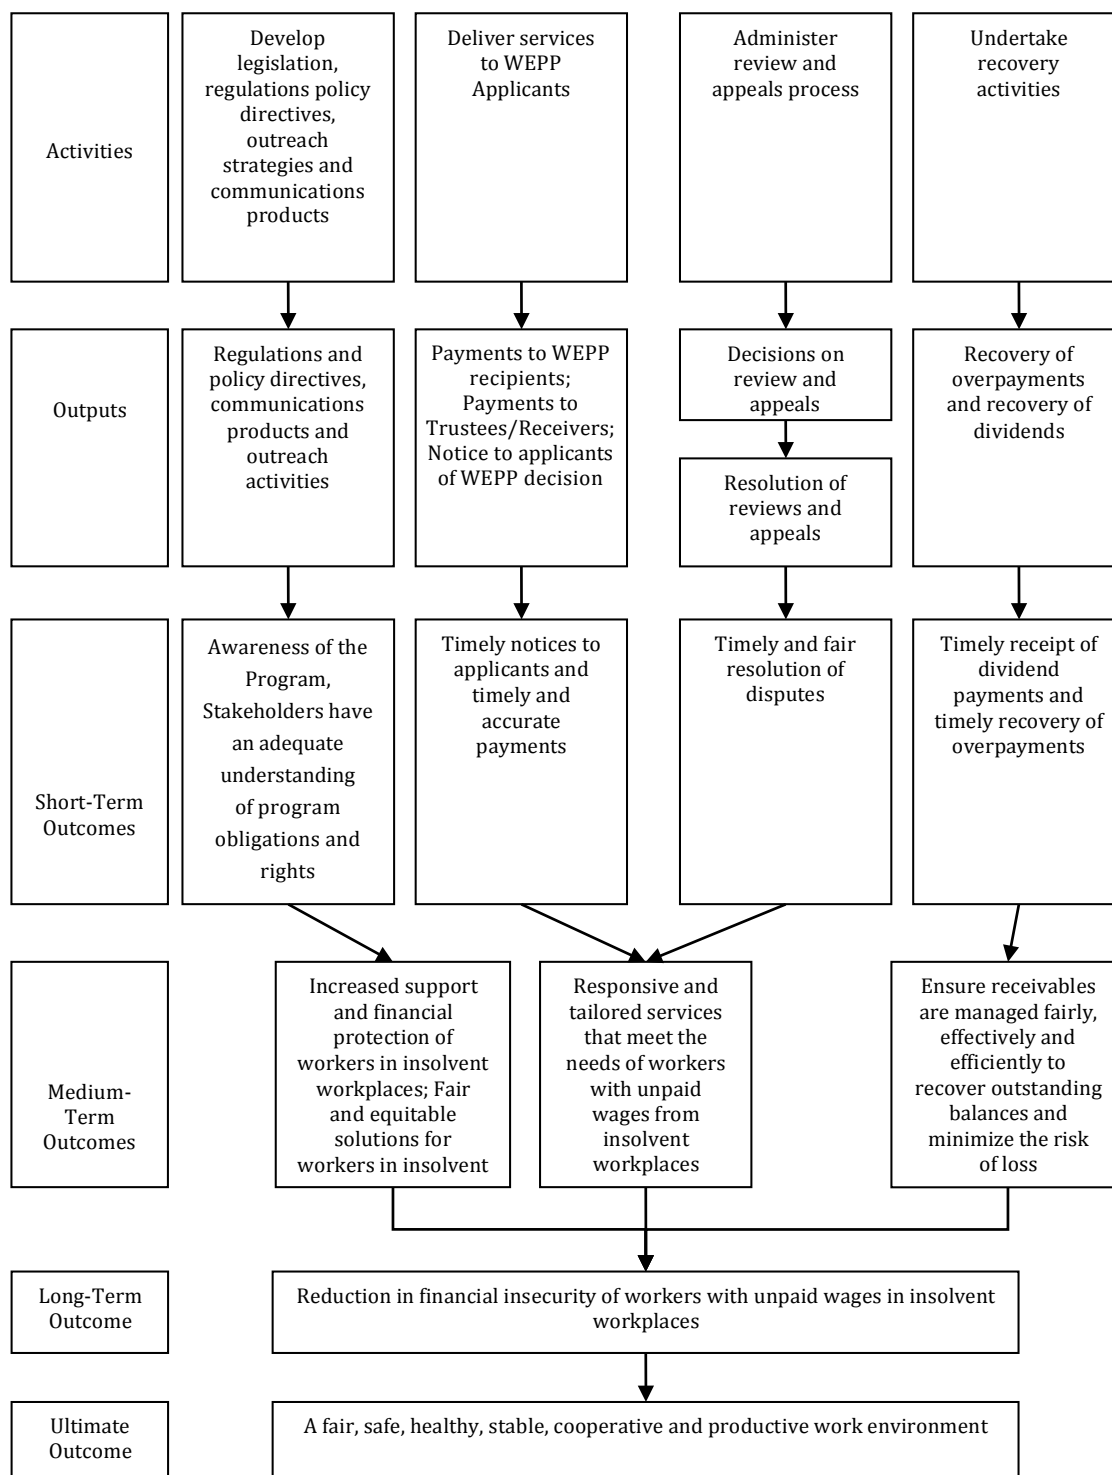 Activities
Develop
legislation,
regulations policy
directives,
outreach
strategies and
communications
products
Deliver services
to WEPP
Applicants
Administer
review and
appeals process
Undertake
recovery
activities
Outputs
Regulations and
policy directives,
communications
products and
outreach
activities
Payments to WEPP
recipients;
Payments to
Trustees/Receivers;
Notice to applicants
of WEPP decision
Decisions on
review and
appeals
Resolution of
reviews and
appeals
Recovery of
overpayments
and recovery of
dividends
Short-Term
Outcomes
Awareness of the
Program,
Stakeholders have
an adequate
understanding
of program
obligations and
rights
Timely notices to
applicants and
timely and
accurate
payments
Timely and fair
resolution of
disputes
Timely receipt of
dividend
payments and
timely recovery of
overpayments
Medium-
Term
Outcomes
Increased support
and financial
protection of
workers in insolvent
workplaces; Fair
and equitable
solutions for
workers in insolvent
Responsive and
tailored services
that meet the
needs of workers
with unpaid
wages from
insolvent
workplaces
Ensure receivables
are managed fairly,
effectively and
efficiently to
recover outstanding
balances and
minimize the risk
of loss
Long-Term
Outcome
Reduction in financial insecurity of workers with unpaid wages in insolvent
workplaces
Ultimate
Outcome
A fair, safe, healthy, stable, cooperative and productive work environment